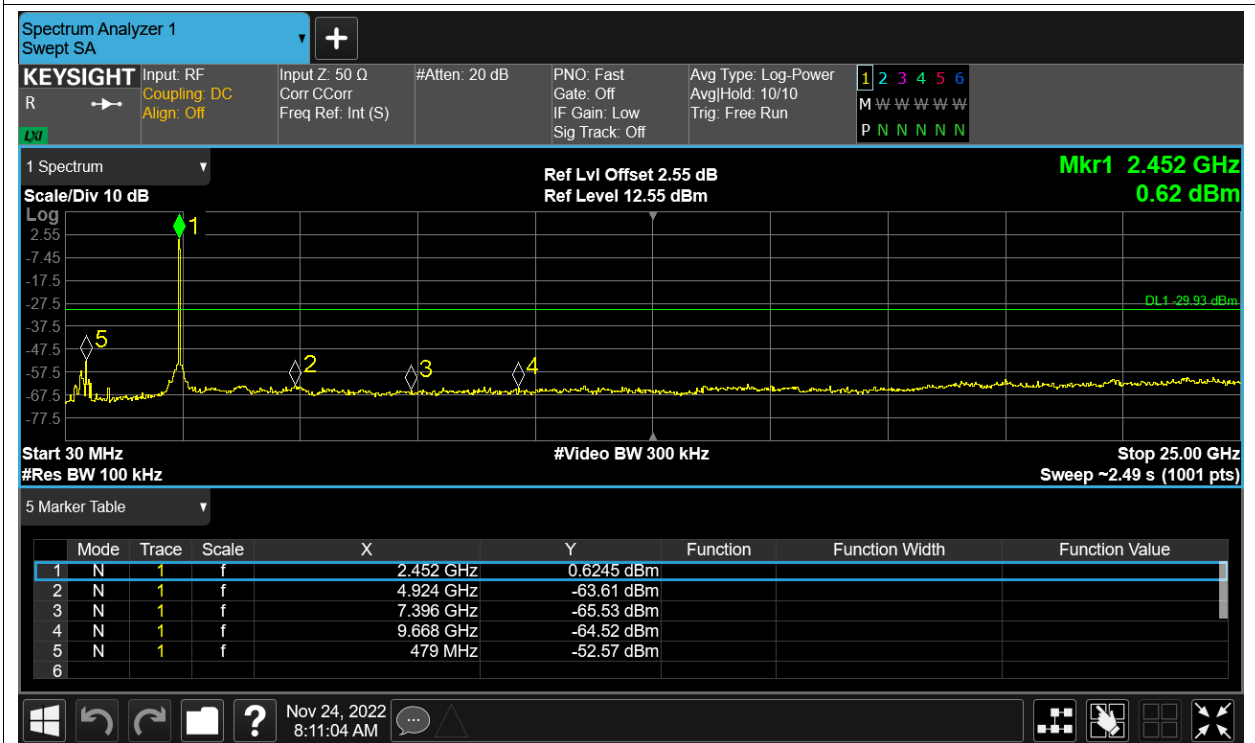 Spectrum Analyzer 1
Swept SA
+
KEYSIGHT Input: RF Input Z: 50 Ω #Atten: 20 dB PNO: Fast Avg Type: Log-Power 1 2 3 4 5 6
R Coupling: DC Corr CCorr Gate: Off Avg|Hold: 10/10 M W W W W W
Align: Off Freq Ref: Int (S) IF Gain: Low Trig: Free Run
LXI Sig Track: Off P N N N N N
1 Spectrum Ref Lvl Offset 2.55 dB Mkr1 2.452 GHz
Scale/Div 10 dB Ref Level 12.55 dBm 0.62 dBm
Log
1
2.55
-7.45
-17.5
-27.5 DL1 -29.93 dBm
-37.5
5
-47.5
2 3 4
-57.5
-67.5
-77.5
Start 30 MHz #Video BW 300 kHz Stop 25.00 GHz
#Res BW 100 kHz Sweep ~2.49 s (1001 pts)
5 Marker Table
Mode Trace Scale X Y Function Function Width Function Value
1 N 1 f 2.452 GHz 0.6245 dBm
2 N 1 f 4.924 GHz -63.61 dBm
3 N 1 f 7.396 GHz -65.53 dBm
4 N 1 f 9.668 GHz -64.52 dBm
5 N 1 f 479 MHz -52.57 dBm
6
? Nov 24, 2022
8:11:04 AM